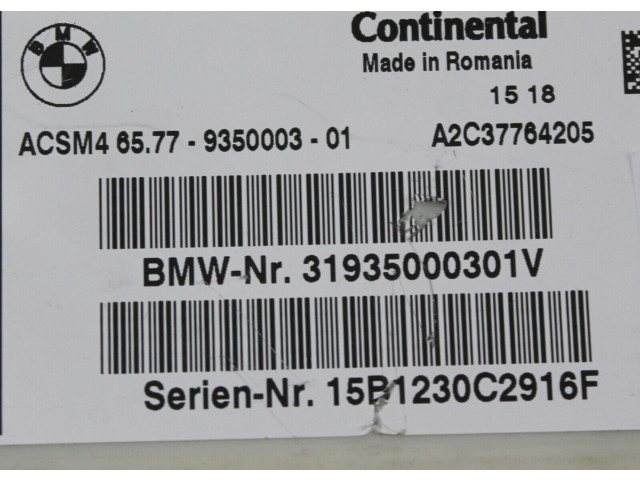 BMW
Continental
Made in Romania
15 18
ACSM4 65.77 - 9350003 - 01 A2C37764205
BMW-Nr. 31935000301V
Serien-Nr. 15B1230C2916F